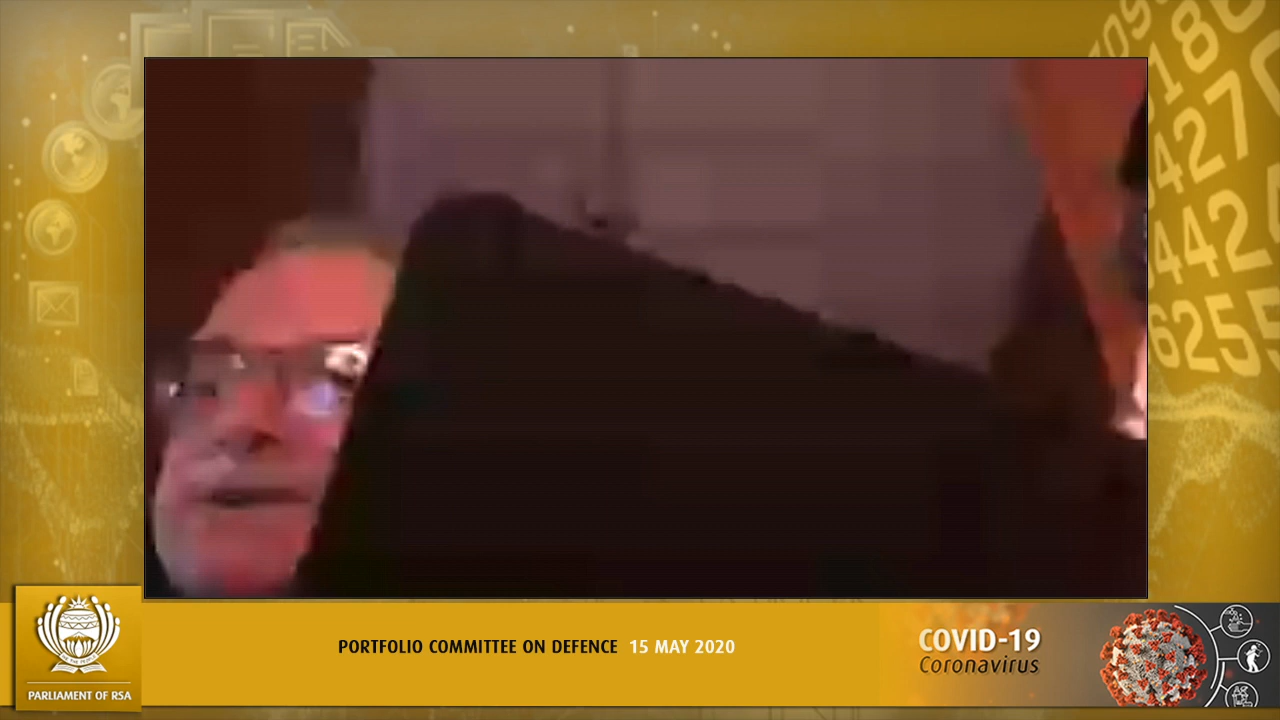 PORTFOLIO COMMITTEE ON DEFENCE 15 MAY 2020
COVID-19
Coronavirus
PARLIAMENT OF RSA